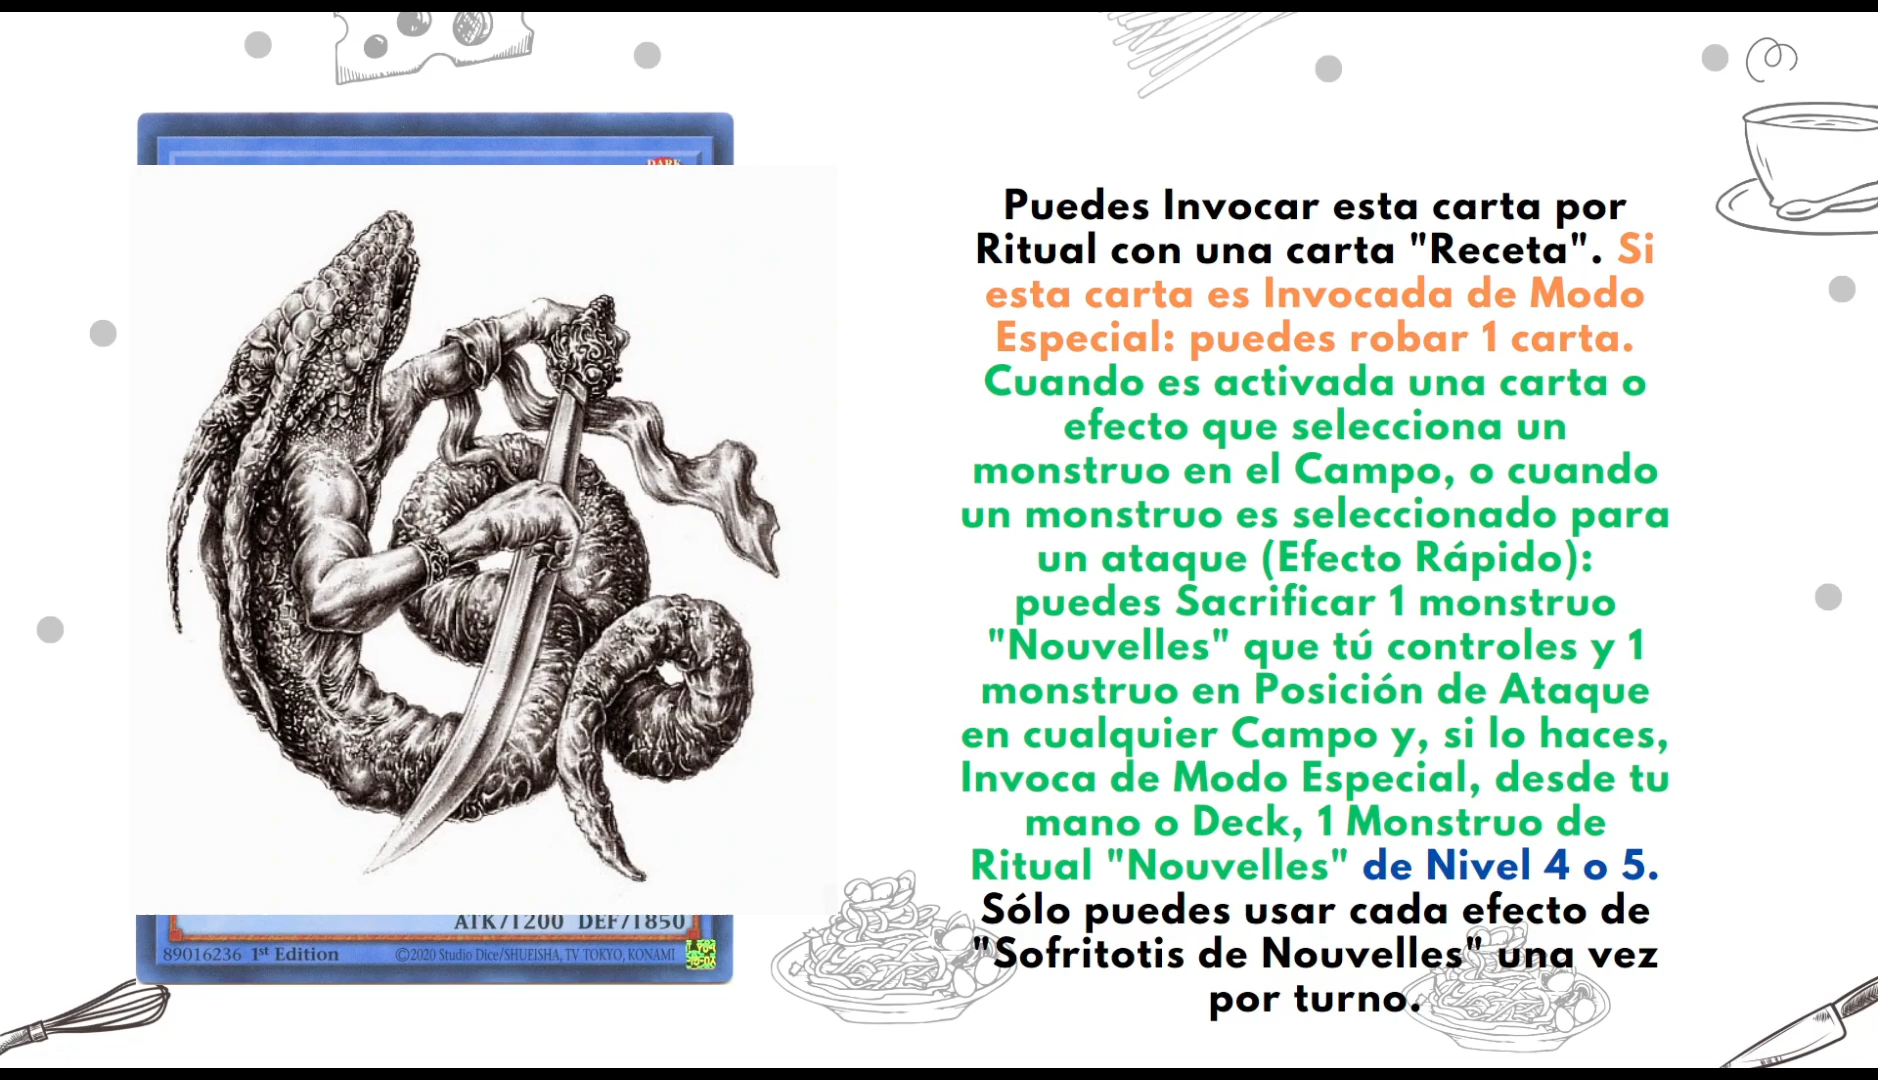 DARK
ATK/1200 DEF/1850
89016236 1st Edition ©2020 Studio Dice/SHUEISHA, TV TOKYO, KONAMI
Puedes Invocar esta carta por
Ritual con una carta "Receta". Si
esta carta es Invocada de Modo
Especial: puedes robar 1 carta.
Cuando es activada una carta o
efecto que selecciona un
monstruo en el Campo, o cuando
un monstruo es seleccionado para
un ataque (Efecto Rápido):
puedes Sacrificar 1 monstruo
"Nouvelles" que tú controles y 1
monstruo en Posición de Ataque
en cualquier Campo y, si lo haces,
Invoca de Modo Especial, desde tu
mano o Deck, 1 Monstruo de
Ritual "Nouvelles" de Nivel 4 o 5.
Sólo puedes usar cada efecto de
"Sofritotis de Nouvelles" una vez
por turno.